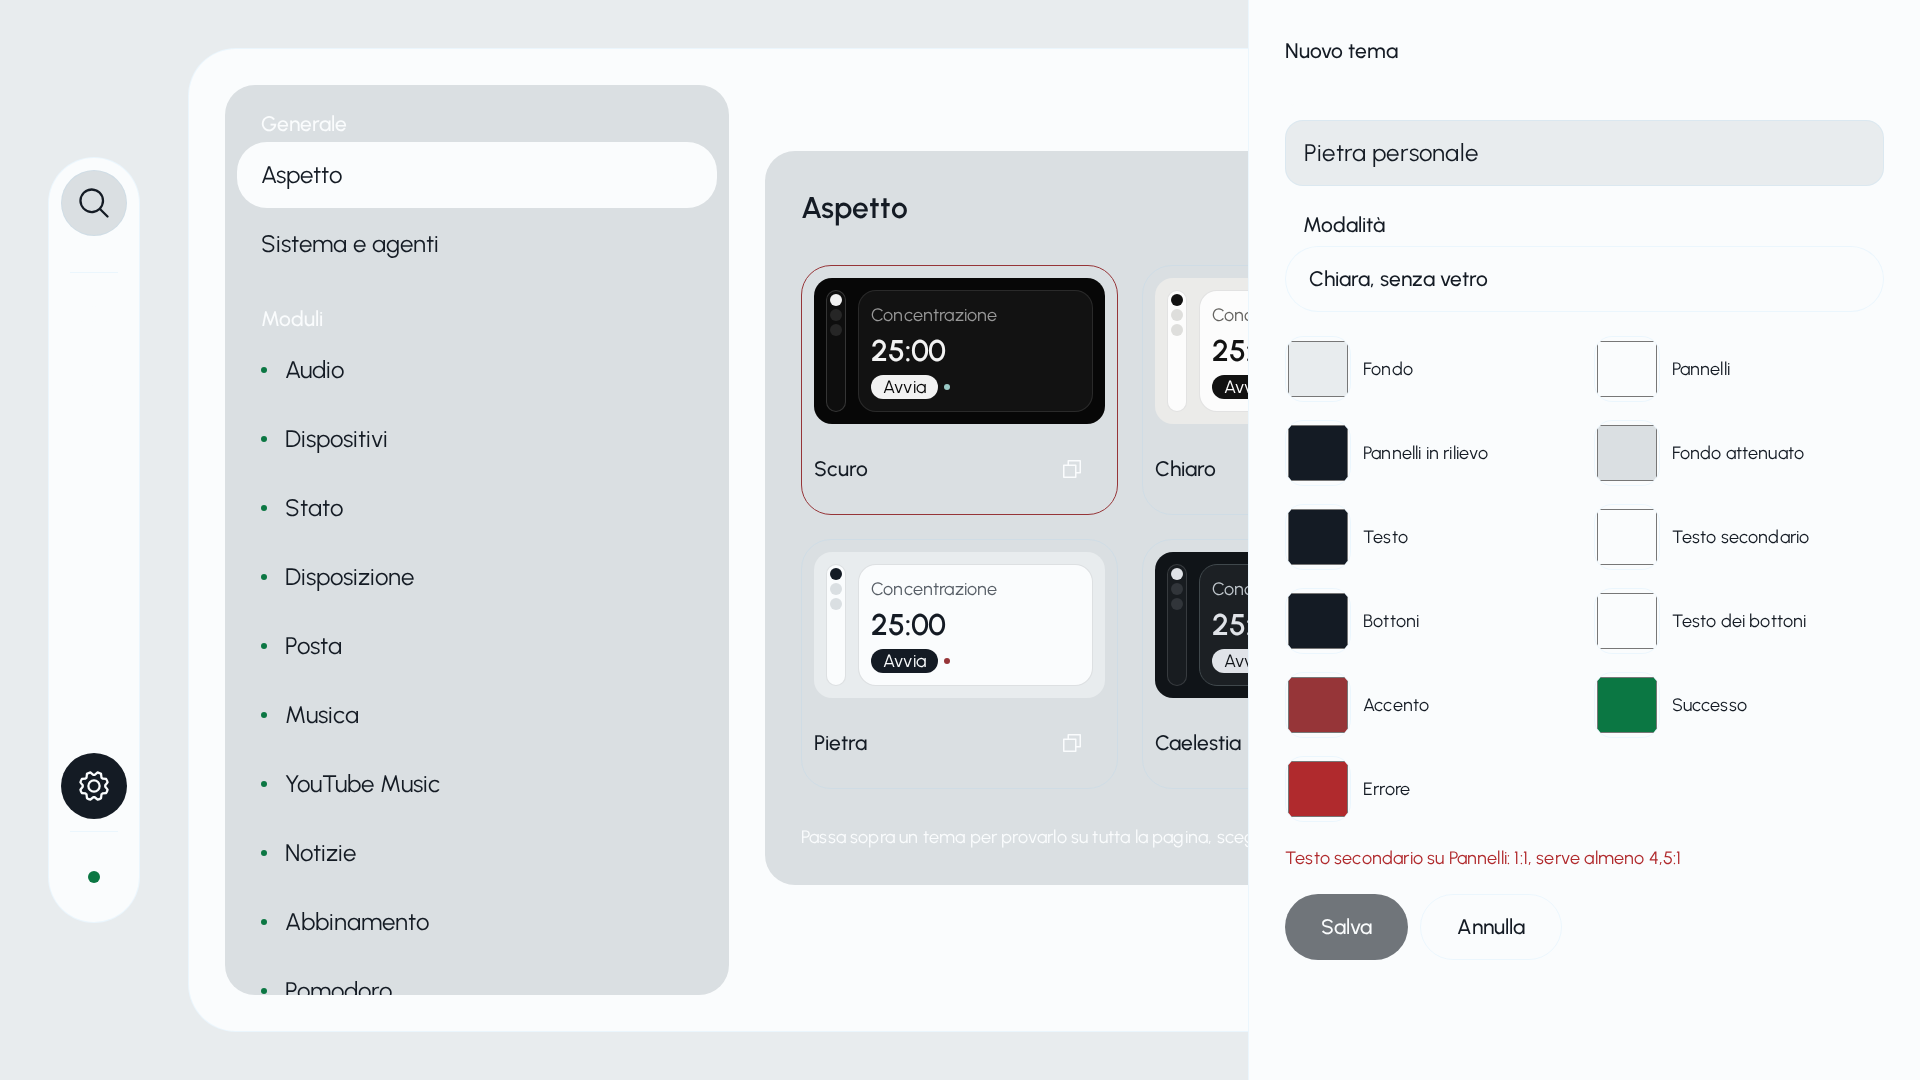 Generale
Aspetto
Sistema e agenti
Moduli
Audio
Dispositivi
Stato
Disposizione
Posta
Musica
YouTube Music
Notizie
Abbinamento
Pomodoro
Aspetto
Concentrazione
25:00
Avvia
Scuro
Chiaro
Concentrazione
25:00
Avvia
Pietra
Caelestia
Passa sopra un tema per provarlo su tutta la pagina,
Nuovo tema
Pietra personale
Modalità
Chiara, senza vetro
Fondo
Pannelli
Pannelli in rilievo
Fondo attenuato
Testo
Testo secondario
Bottoni
Testo dei bottoni
Accento
Successo
Errore
Testo secondario su Pannelli: 1:1, serve almeno 4,5:1
Salva
Annulla